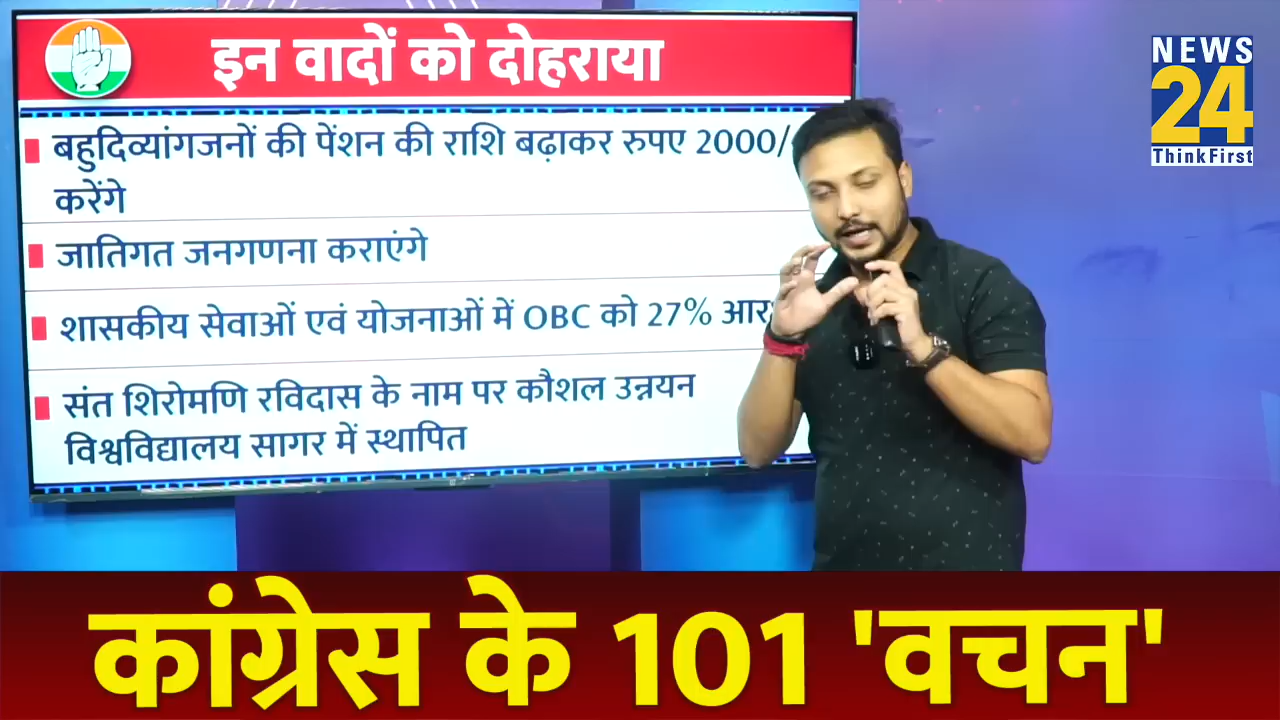 इन वादों को दोहराया
बहुदिव्यांगजनों की पेंशन की राशि बढ़ाकर रुपए 2000/
करेंगे
जातिगत जनगणना कराएंगे
शासकीय सेवाओं एवं योजनाओं में OBC को 27%
संत शिरोमणि रविदास के नाम पर कौशल उन्नयन
विश्वविद्यालय सागर में स्थापित
NEWS
24
ThinkFirst
कांग्रेस के 101 'वचन'